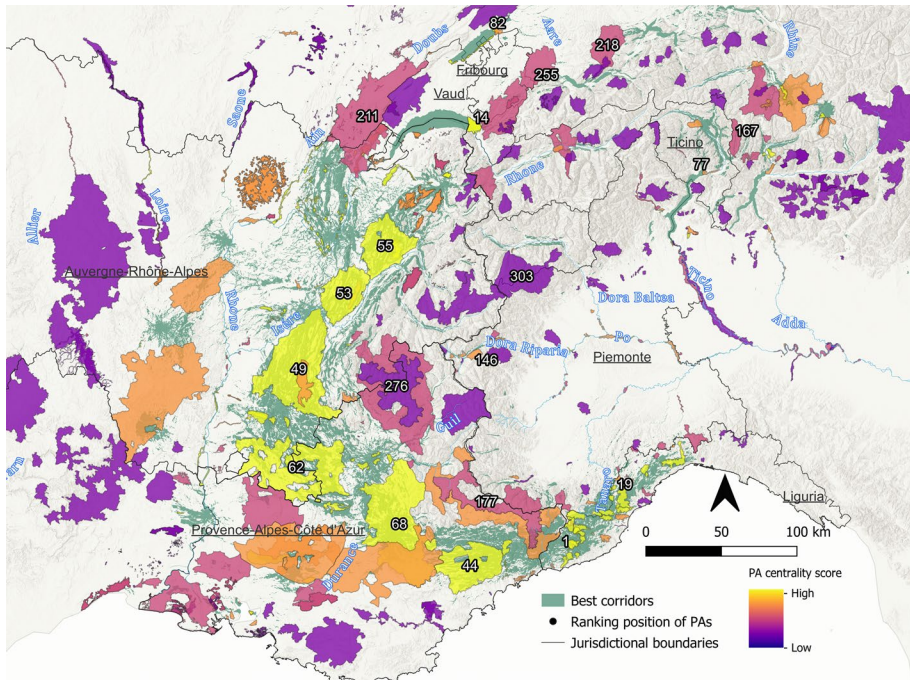 82
Doubs
Aare
Rhine
218
Fribourg
255
Saone
Vaud
211
14
Ain
167
Ticino
77
Rhone
Loire
Allier
55
Auvergne-Rhône-Alpes
303
53
Ticino
Dora Baltea
Rhone
Isère
Adda
Po
Dora Riparia
146
Piemonte
49
276
Guil
62
arn
19
Tanaro
177
Liguria
68
Provence-Alpes-Côte d'Azur
1
0 50 100 km
44
Durance
PA centrality score
High
Low
Best corridors
Ranking position of PAs
Jurisdictional boundaries